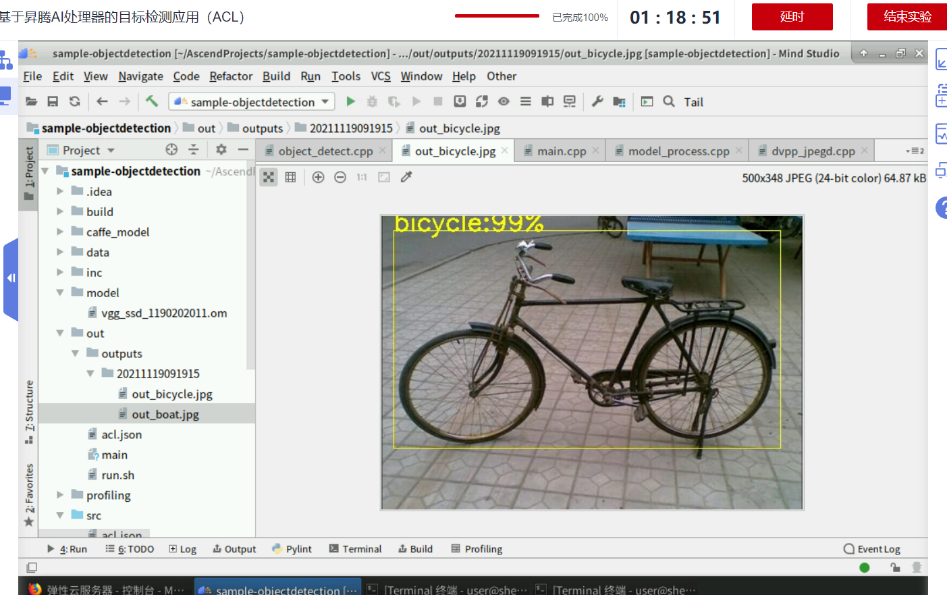 基于昇腾AI处理器的目标检测应用（ACL）
已完成100%
01 : 18 : 51
延时
结束实验
sample-objectdetection [~/AscendProjects/sample-objectdetection] - .../out/outputs/20211119091915/out_bicycle.jpg [sample-objectdetection] - Mind Studio
File Edit View Navigate Code Refactor Build Run Tools VCS Window Help Other
sample-objectdetection
Tail
sample-objectdetection out outputs 20211119091915 out_bicycle.jpg
1: Project
Project
object_detect.cpp
out_bicycle.jpg
main.cpp
model_process.cpp
dvpp_jpegd.cpp
2
1:1
500x348 JPEG (24-bit color) 64.87 kB
sample-objectdetection ~/Ascend
.idea
build
caffe_model
data
inc
model
vgg_ssd_1190202011.om
out
outputs
20211119091915
out_bicycle.jpg
out_boat.jpg
acl.json
main
run.sh
profiling
src
acl.json
bicycle:99%
7: Structure
2: Favorites
4: Run 6: TODO Log Output Pylint Terminal Build Profiling Event Log
弹性云服务器 - 控制台 - M···
sample-objectdetection [···
[Terminal 终端 - user@she···
[Terminal 终端 - user@she···